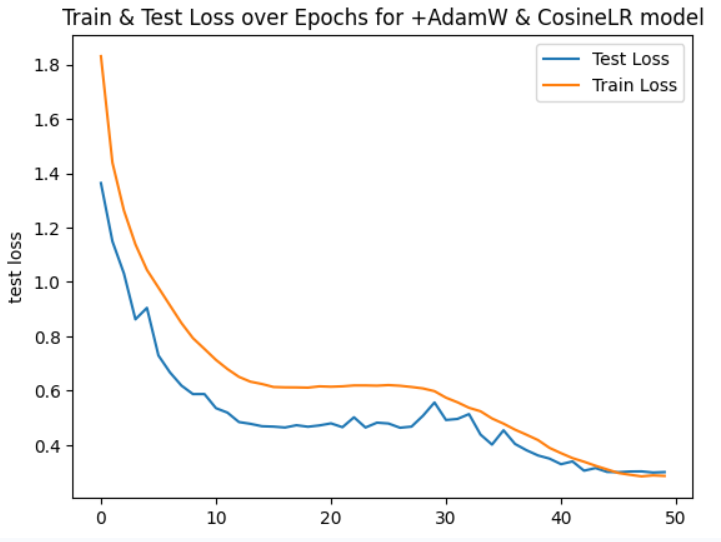 Train & Test Loss over Epochs for +AdamW & CosineLR model
Test Loss
Train Loss
test loss
1.8
1.6
1.4
1.2
1.0
0.8
0.6
0.4
0 10 20 30 40 50